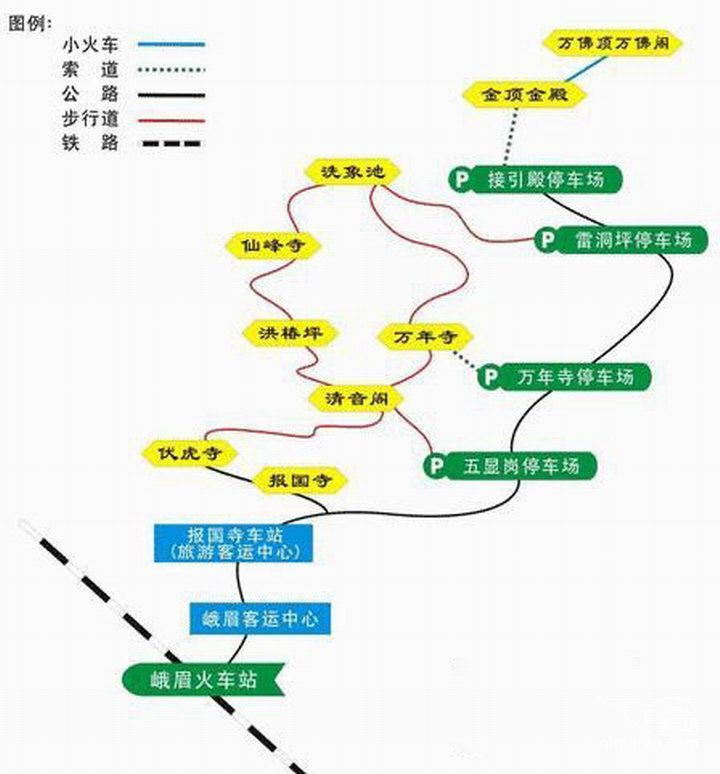 图例：
小火车
索 道
公 路
步行道
铁 路
万佛顶万佛阁
金顶金殿
P 接引殿停车场
洗象池
P 雷洞坪停车场
仙峰寺
洪椿坪
万年寺
P 万年寺停车场
清音阁
伏虎寺
P 五显岗停车场
报国寺
报国寺车站
(旅游客运中心)
峨眉客运中心
峨眉火车站